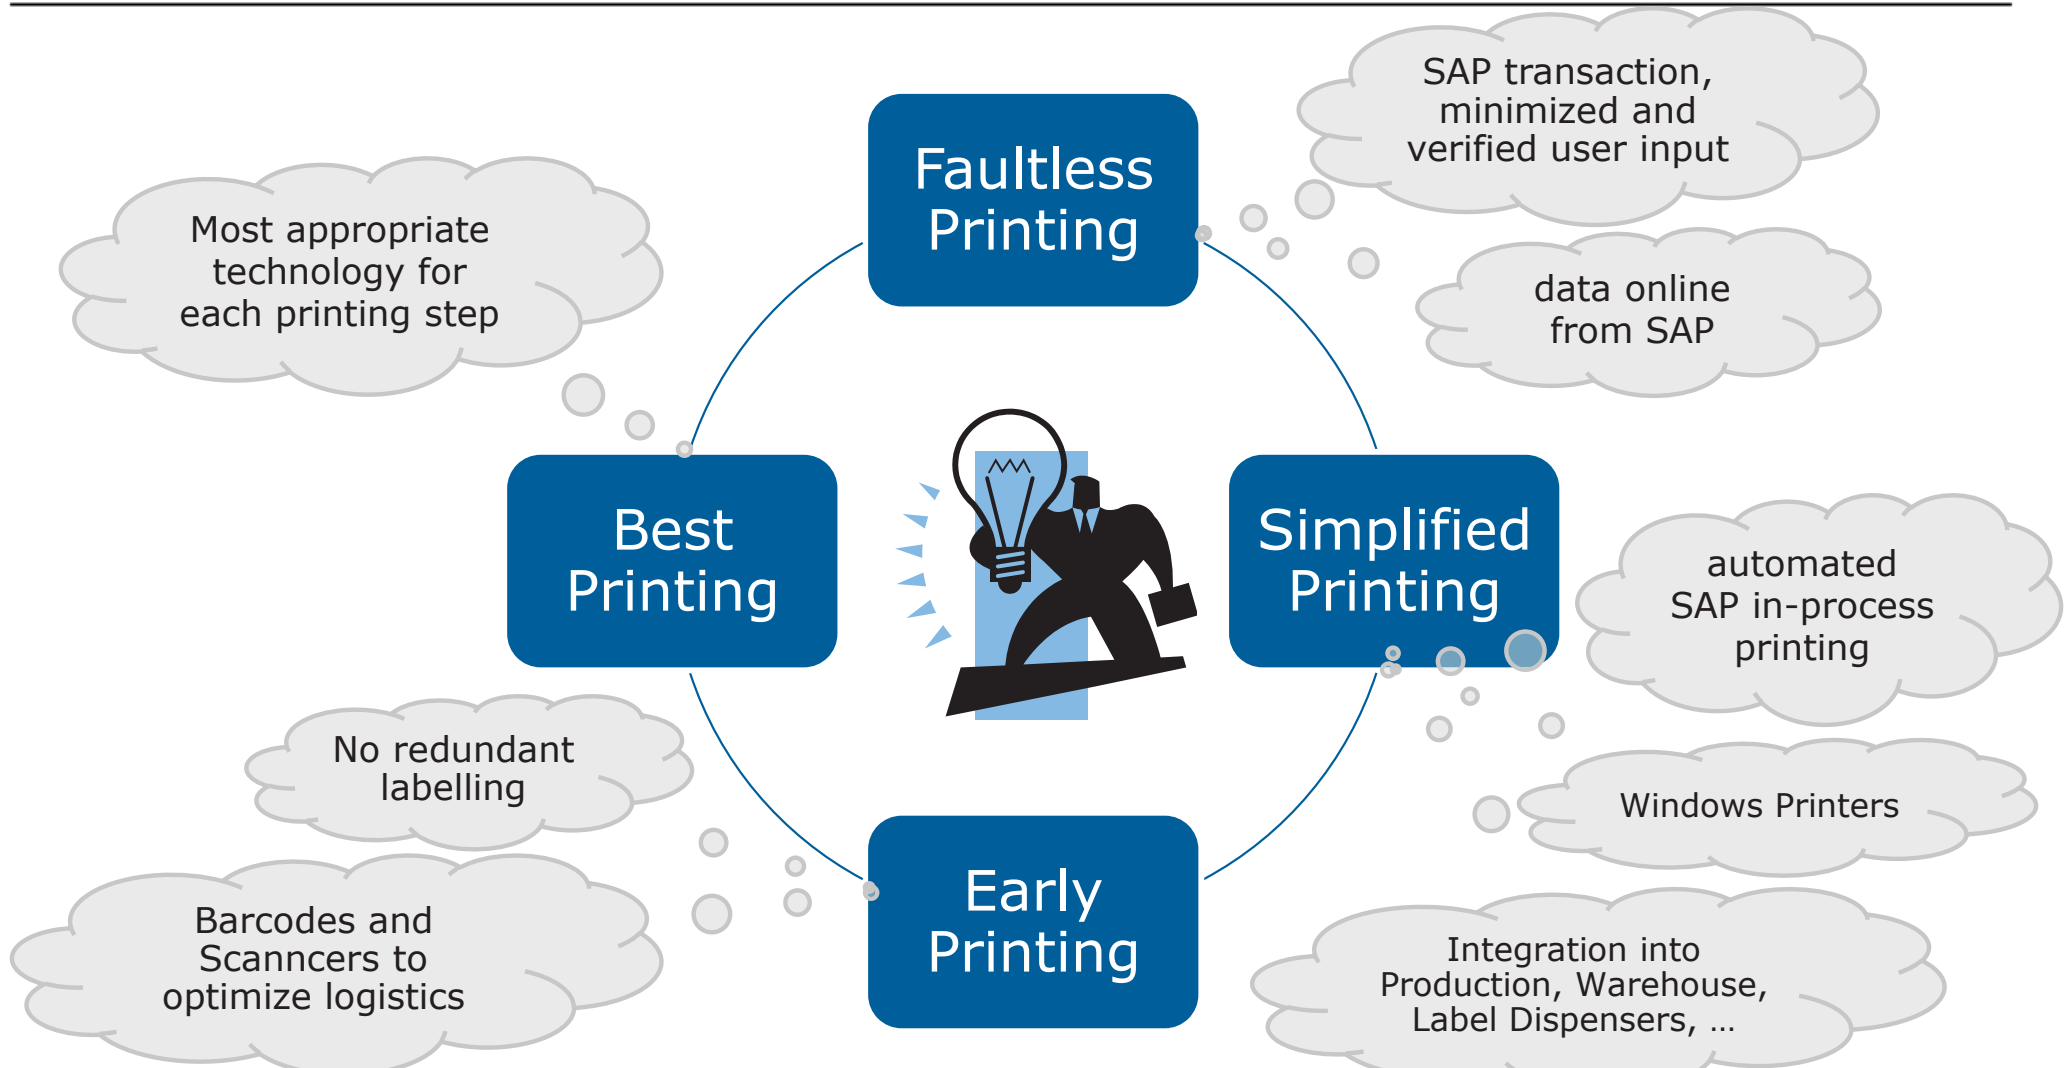 SAP transaction,
minimized and
verified user input
Faultless
Printing
Most appropriate
technology for
each printing step
data online
from SAP
Best
Printing
Simplified
Printing
automated
SAP in-process
printing
No redundant
labelling
Windows Printers
Early
Printing
Barcodes and
Scanncers to
optimize logistics
Integration into
Production, Warehouse,
Label Dispensers, …